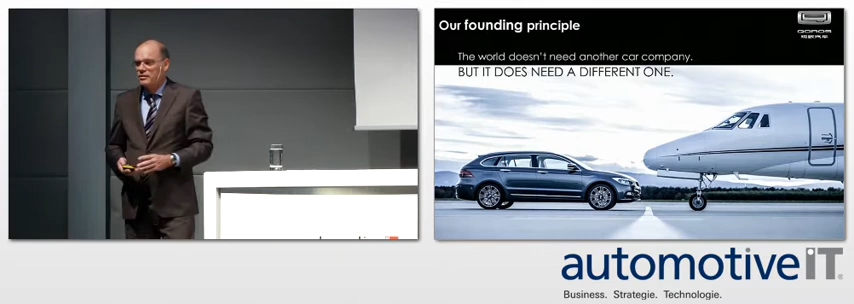 Our founding principle
QOROS
The world doesn't need another car company.
BUT IT DOES NEED A DIFFERENT ONE.
automotiveiT
Business. Strategie. Technologie.